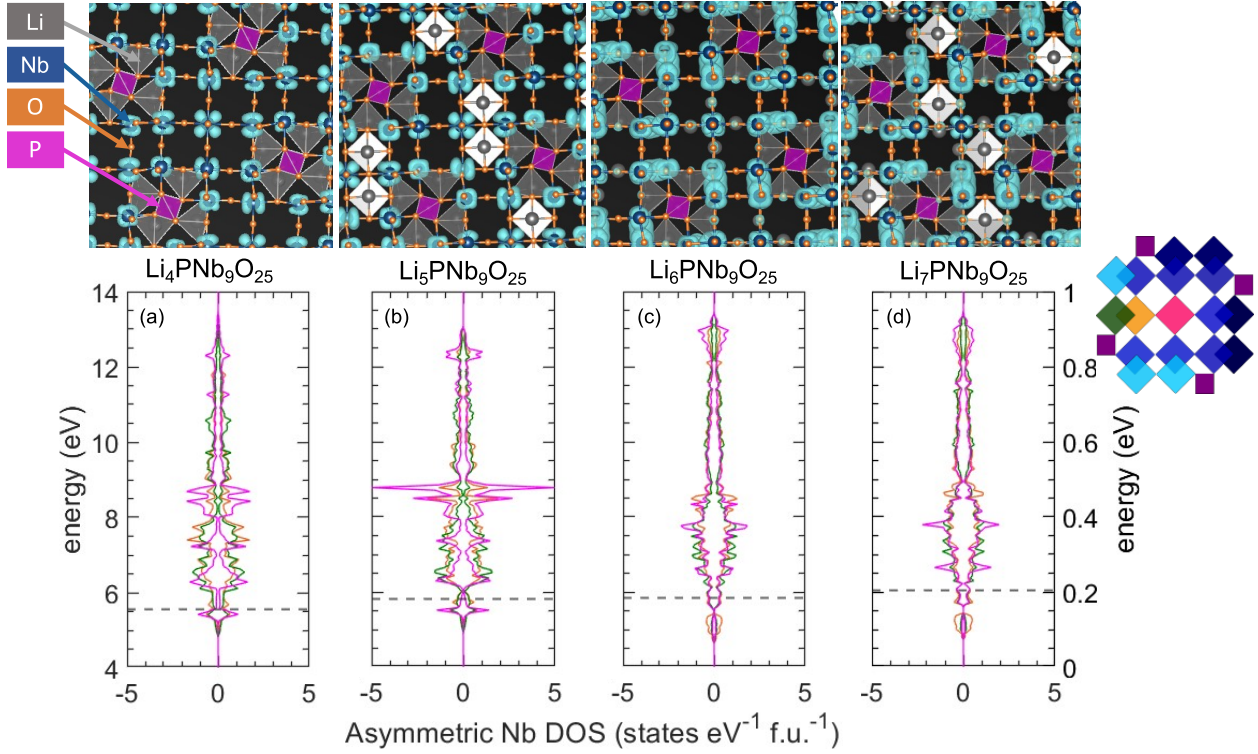 Li
Nb
O
P
Li₄PNb₉O₂₅
Li₅PNb₉O₂₅
Li₆PNb₉O₂₅
Li₇PNb₉O₂₅
14
12
10
8
6
4
energy (eV)
(a)
(b)
(c)
(d)
1
0.8
0.6
0.4
0.2
0
energy (eV)
-5 0 5
-5 0 5
-5 0 5
-5 0 5
Asymmetric Nb DOS (states eV⁻¹ f.u.⁻¹)